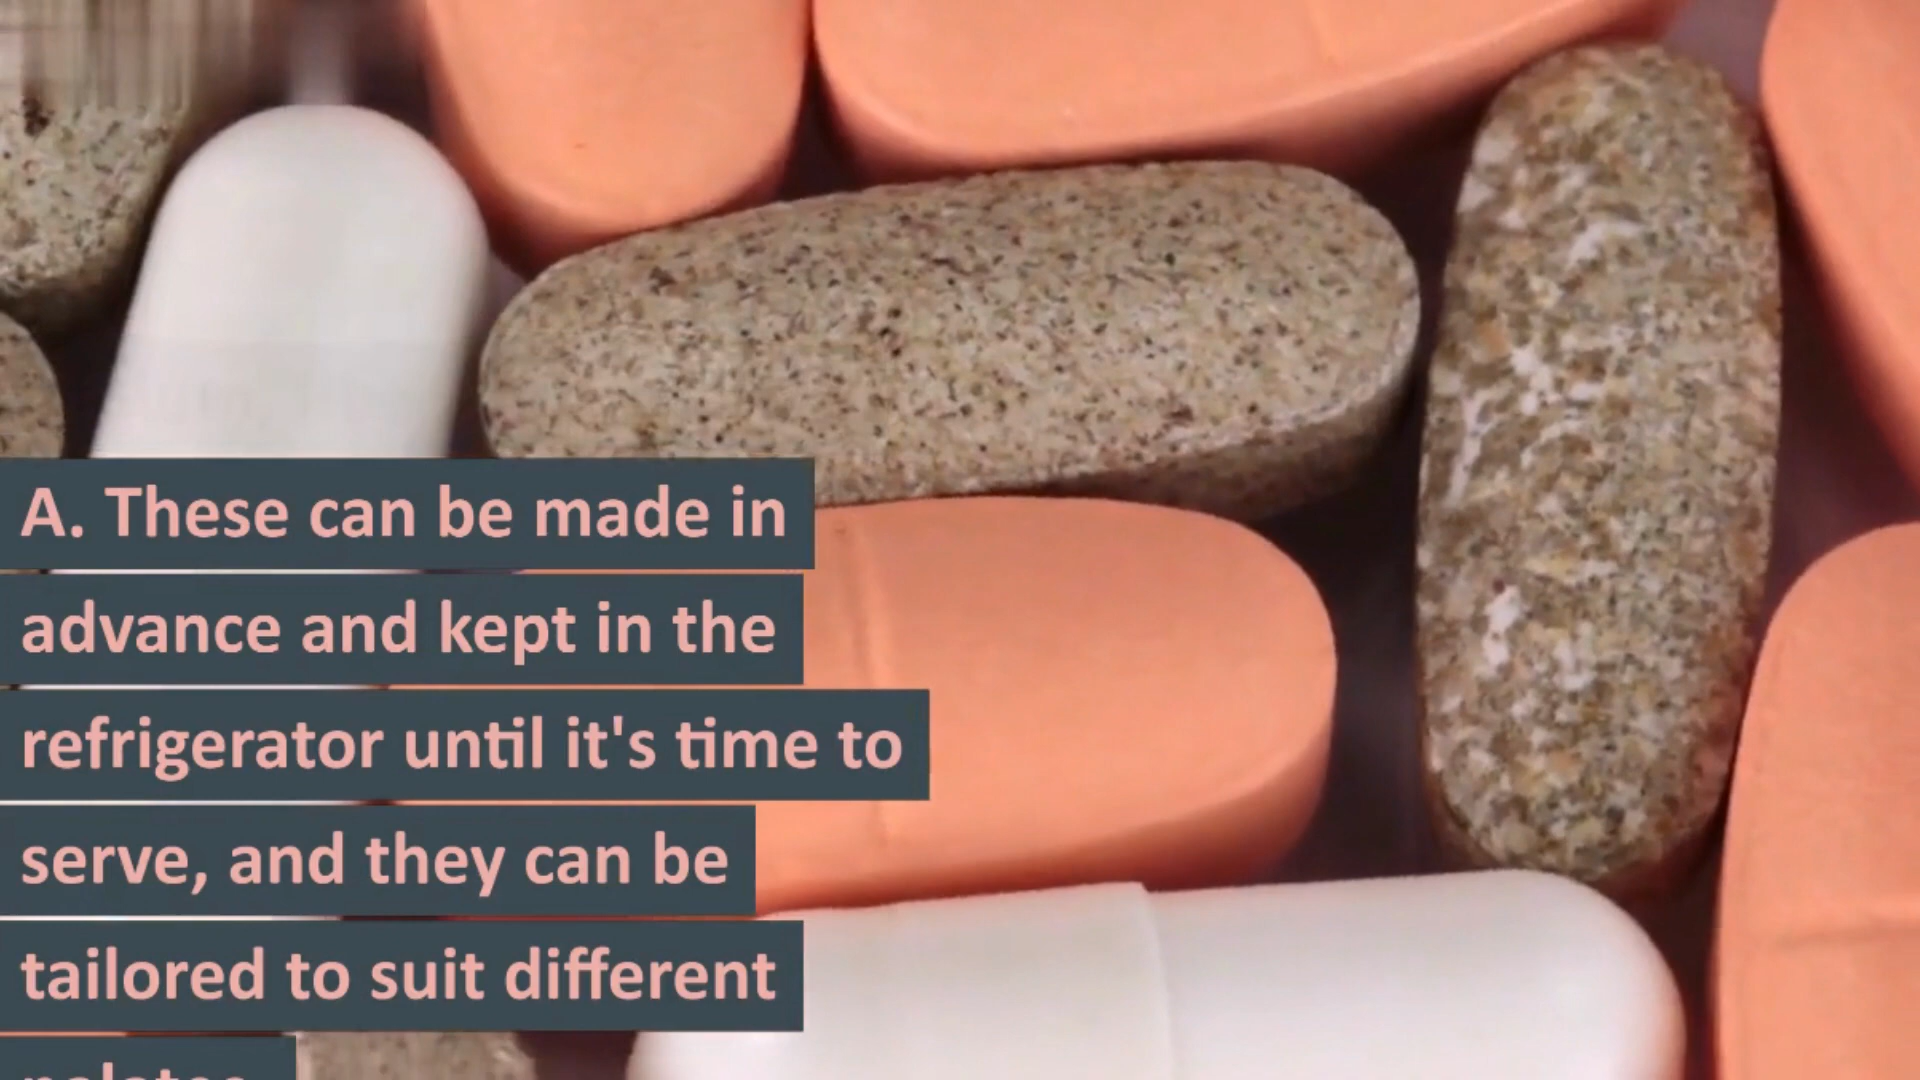 A. These can be made in
advance and kept in the
refrigerator until it's time to
serve, and they can be
tailored to suit different
palates